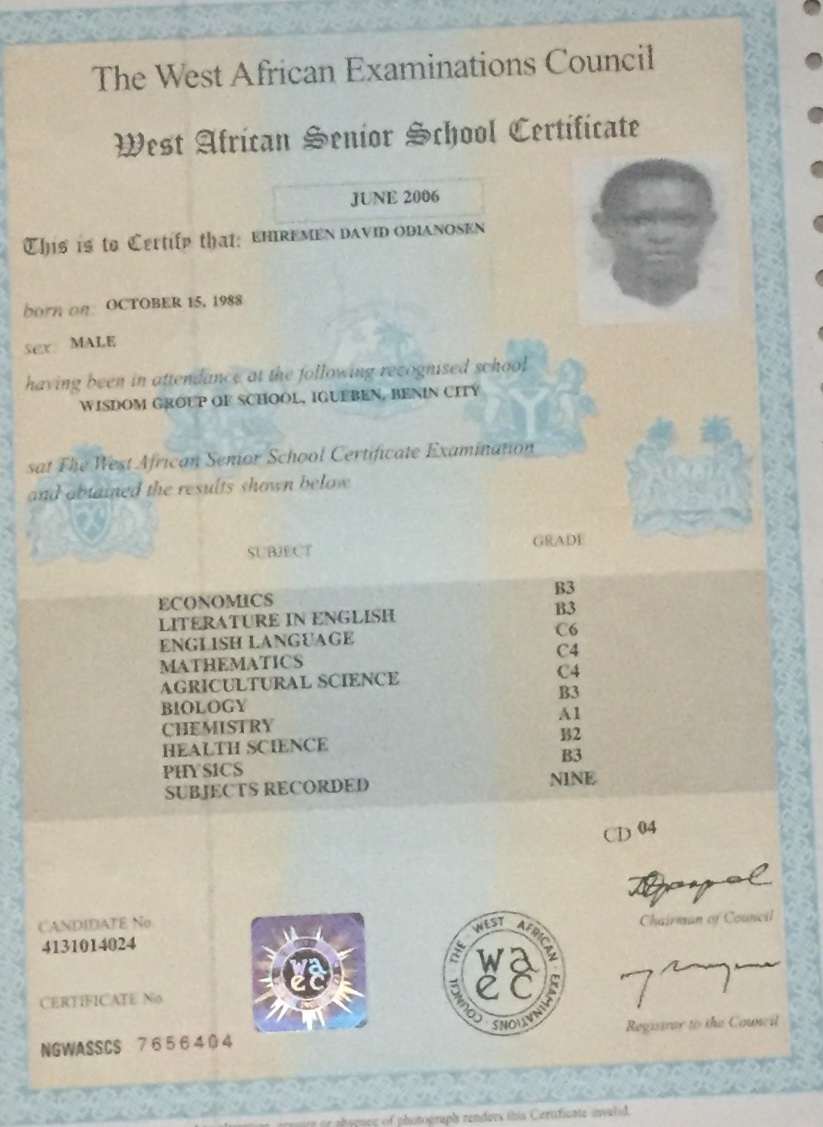 The West African Examinations Council
West African Senior School Certificate
JUNE 2006
This is to Certify that: EHIREMEN DAVID ODIANOSEN
born on: OCTOBER 15, 1988
sex: MALE
having been in attendance at the following recognised school
WISDOM GROUP OF SCHOOL, IGUEBEN, BENIN CITY
sat The West African Senior School Certificate Examination
and obtained the results shown below
SUBJECT GRADE
ECONOMICS B3
LITERATURE IN ENGLISH B3
ENGLISH LANGUAGE C6
MATHEMATICS C4
AGRICULTURAL SCIENCE C4
BIOLOGY B3
CHEMISTRY A1
HEALTH SCIENCE B2
PHYSICS B3
SUBJECTS RECORDED NINE
CD 04
Chairman of Council
CANDIDATE No.
4131014024
CERTIFICATE No.
NGWASSCS 7656404
waec
THE WEST AFRICAN EXAMINATIONS COUNCIL
waec
Registrar to the Council
or absence of photograph renders this Certificate invalid.